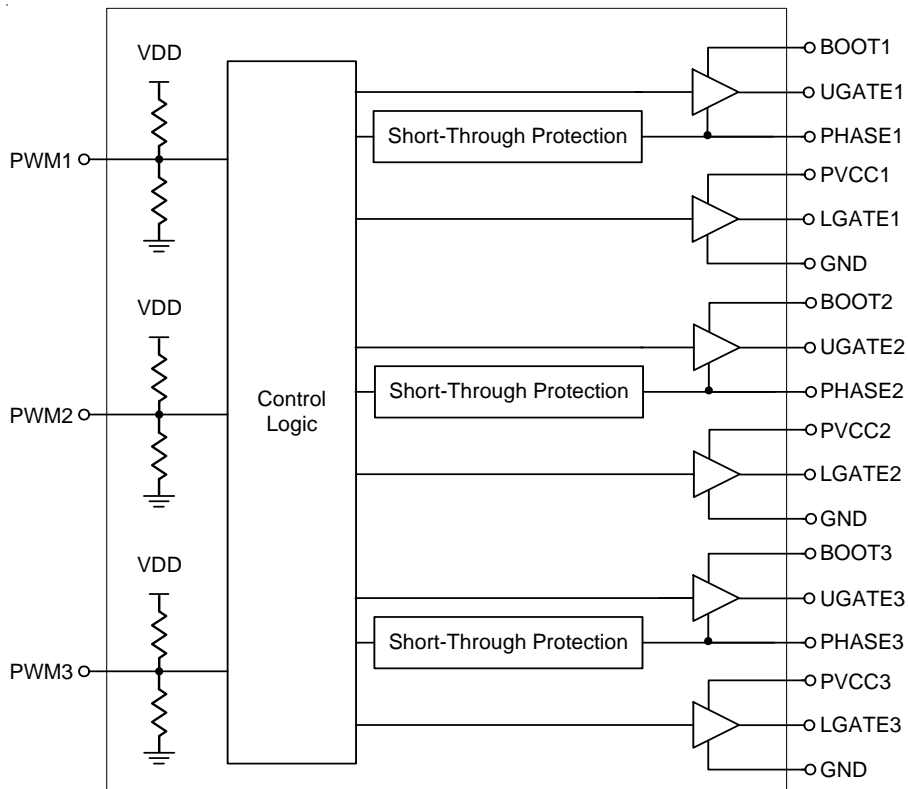 VDD
PWM1
VDD
PWM2
VDD
PWM3
Control
Logic
Short-Through Protection
Short-Through Protection
Short-Through Protection
BOOT1
UGATE1
PHASE1
PVCC1
LGATE1
GND
BOOT2
UGATE2
PHASE2
PVCC2
LGATE2
GND
BOOT3
UGATE3
PHASE3
PVCC3
LGATE3
GND